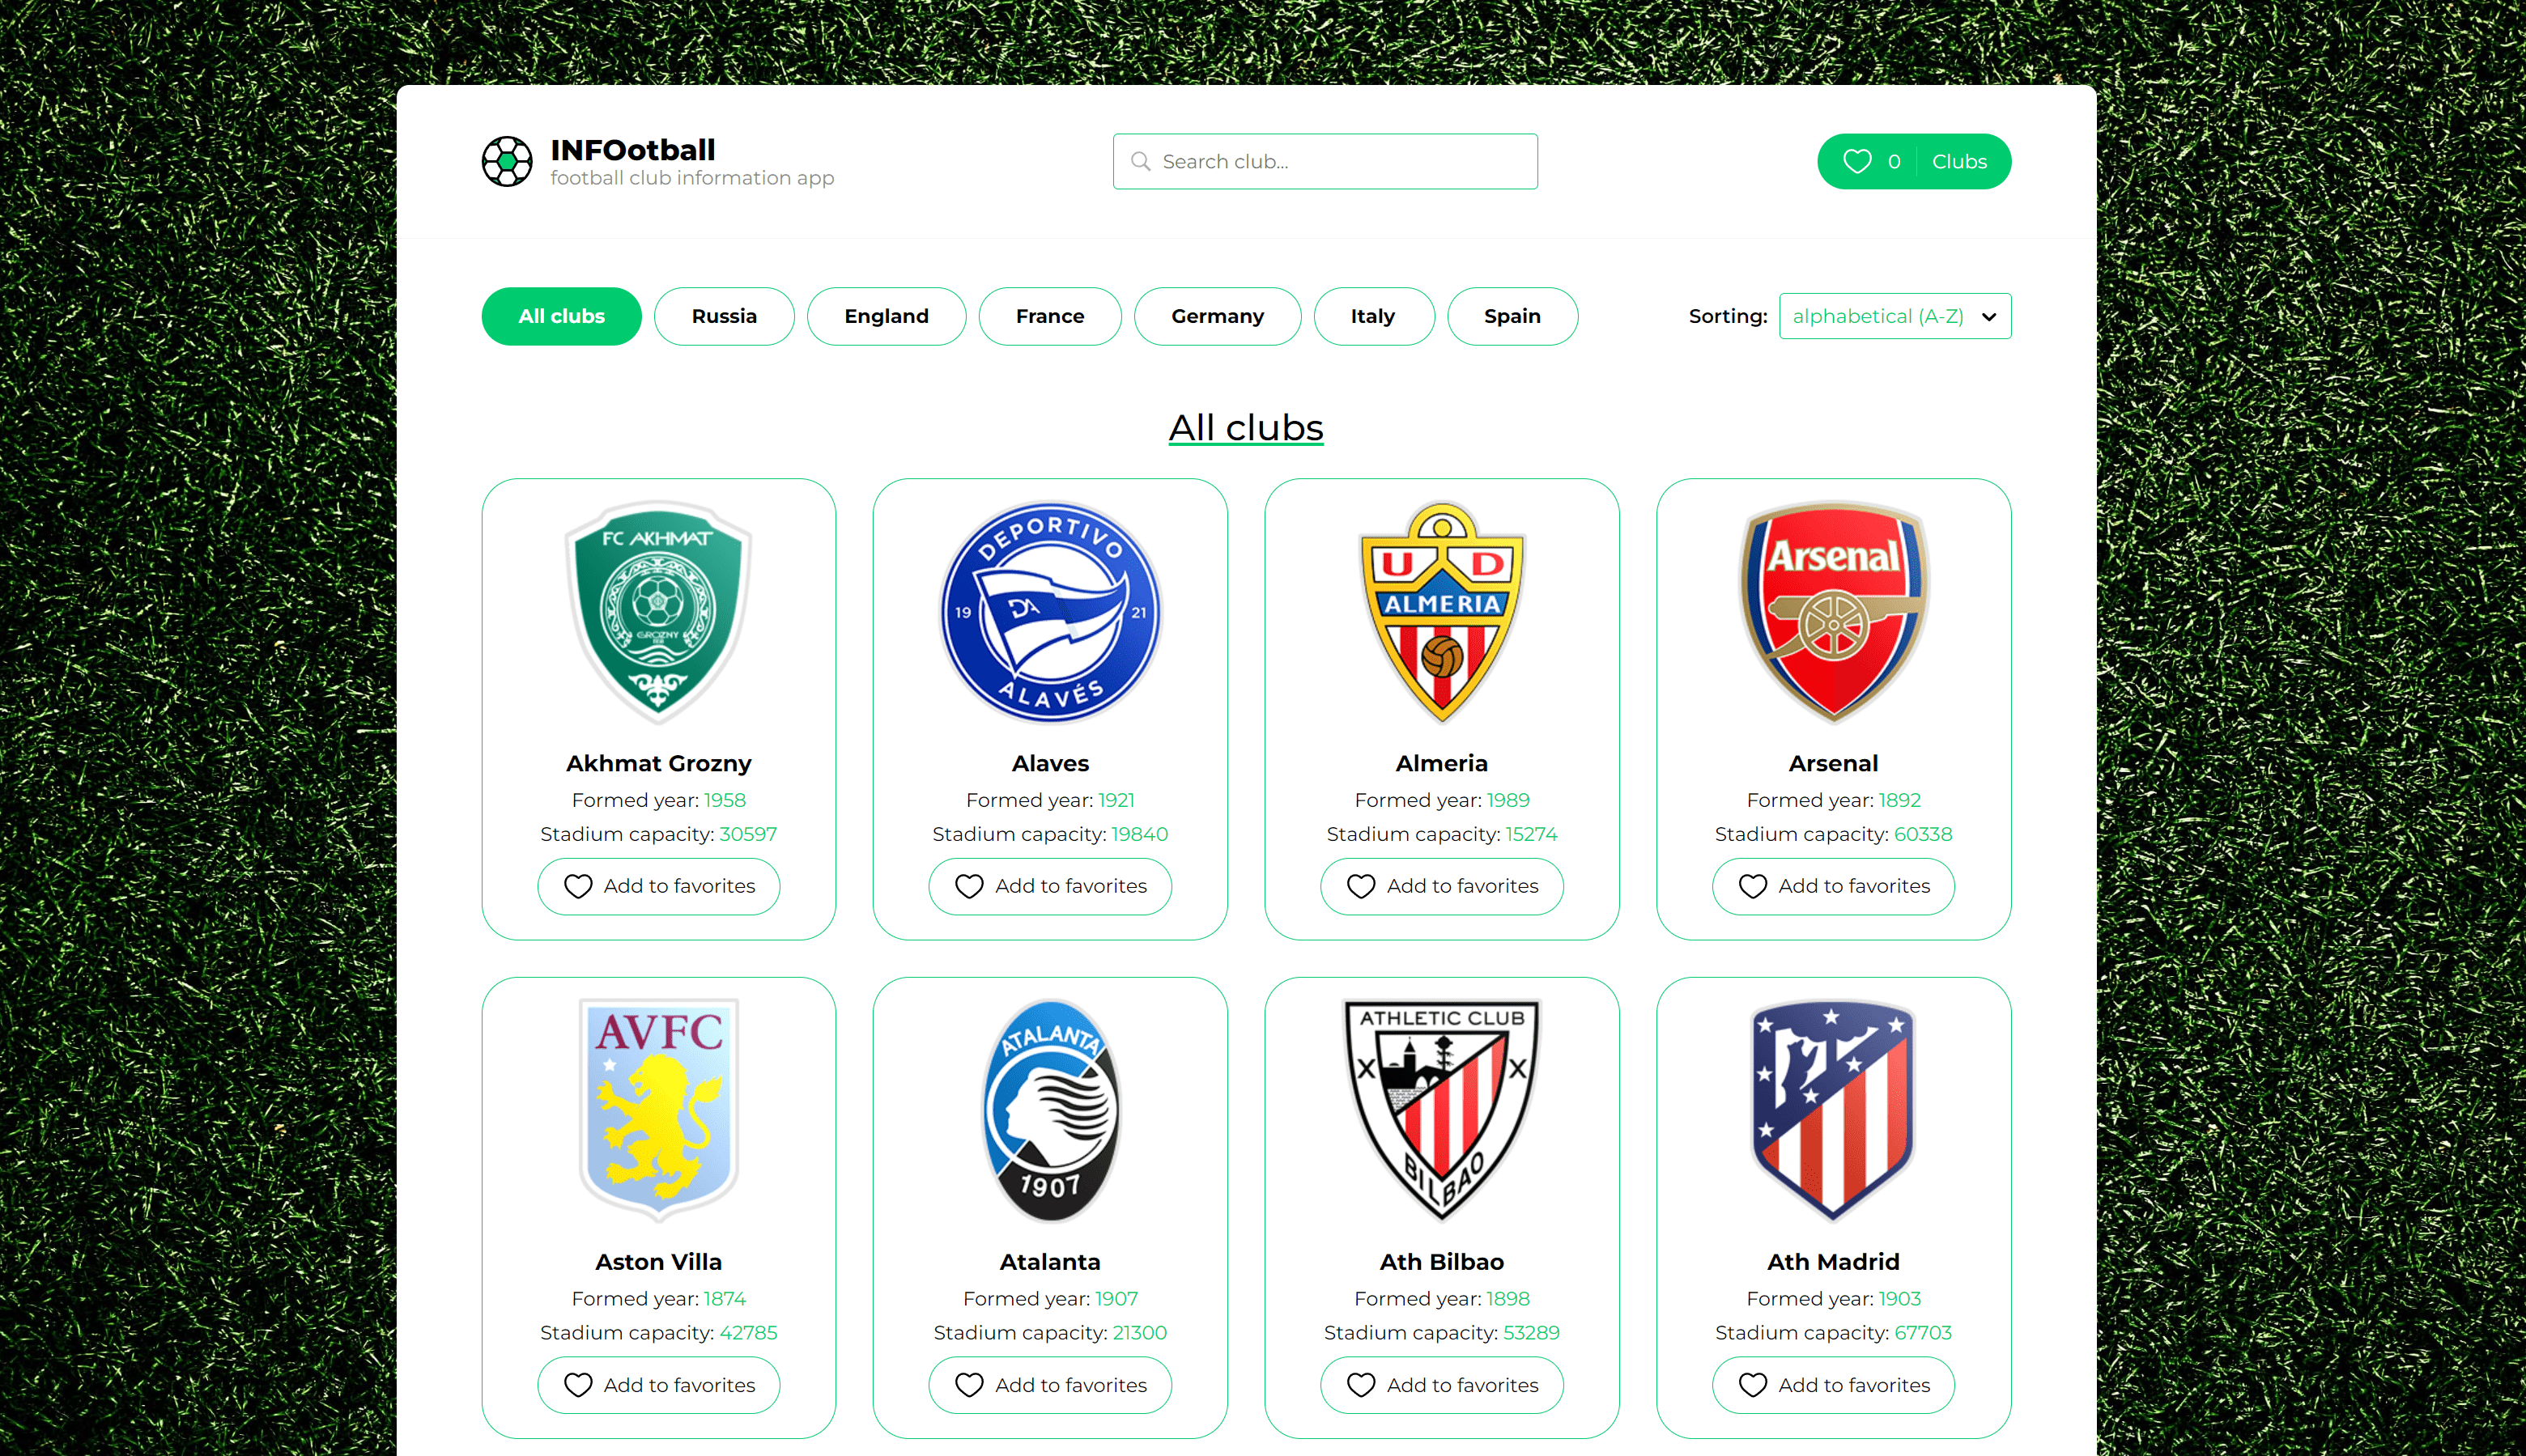 INFOotball
football club information app
Search club...
0 Clubs
All clubs Russia England France Germany Italy Spain Sorting: alphabetical (A-Z)
All clubs
FC AKHMAT
GROZNY
DEPORTIVO
19 DA 21
ALAVÉS
U D
ALMERIA
Arsenal
Akhmat Grozny
Formed year: 1958
Stadium capacity: 30597
Add to favorites
Alaves
Formed year: 1921
Stadium capacity: 19840
Add to favorites
Almeria
Formed year: 1989
Stadium capacity: 15274
Add to favorites
Arsenal
Formed year: 1892
Stadium capacity: 60338
Add to favorites
AVFC
ATALANTA
1907
ATHLETIC CLUB
BILBAO
Aston Villa
Formed year: 1874
Stadium capacity: 42785
Add to favorites
Atalanta
Formed year: 1907
Stadium capacity: 21300
Add to favorites
Ath Bilbao
Formed year: 1898
Stadium capacity: 53289
Add to favorites
Ath Madrid
Formed year: 1903
Stadium capacity: 67703
Add to favorites